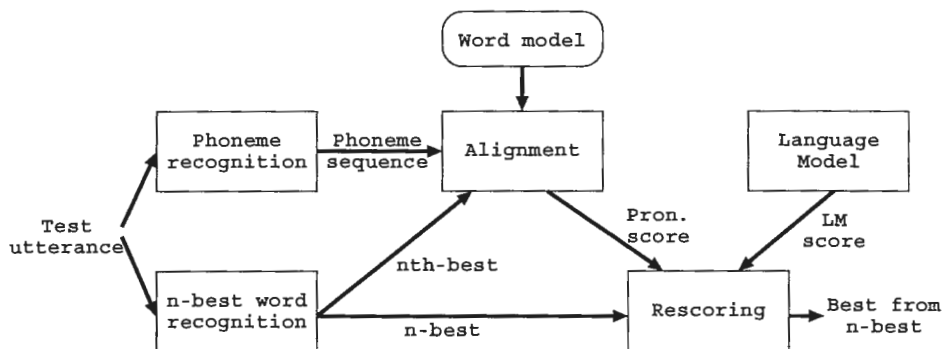 Word model
Phoneme
recognition
Phoneme
sequence
Alignment
Language
Model
Test
utterance
Pron.
score
LM
score
nth-best
n-best word
recognition
n-best
Rescoring
Best from
n-best